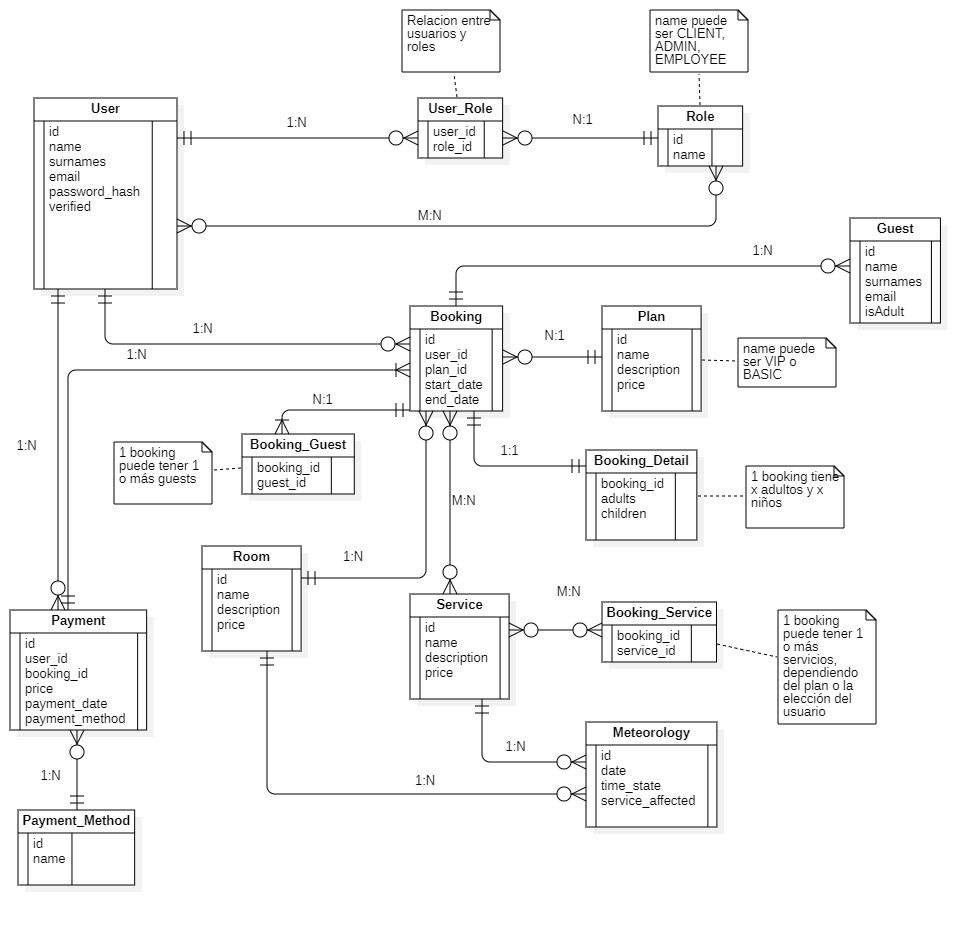 Relacion entre
usuarios y
roles
name puede
ser CLIENT,
ADMIN,
EMPLOYEE
User
id
name
surnames
email
password_hash
verified
1:N
User_Role
user_id
role_id
N:1
Role
id
name
M:N
Guest
id
name
surnames
email
isAdult
1:N
1:N
1:N
Booking
id
user_id
plan_id
start_date
end_date
N:1
Plan
id
name
description
price
name puede
ser VIP o
BASIC
N:1
1:N
1 booking
puede tener 1
o más guests
Booking_Guest
booking_id
guest_id
1:1
Booking_Detail
booking_id
adults
children
1 booking tiene
x adultos y x
niños
M:N
Room
id
name
description
price
1:N
Service
id
name
description
price
M:N
Booking_Service
booking_id
service_id
1 booking
puede tener 1
o más
servicios,
dependiendo
del plan o la
elección del
usuario
Payment
id
user_id
booking_id
price
payment_date
payment_method
1:N
1:N
1:N
Meteorology
id
date
time_state
service_affected
Payment_Method
id
name